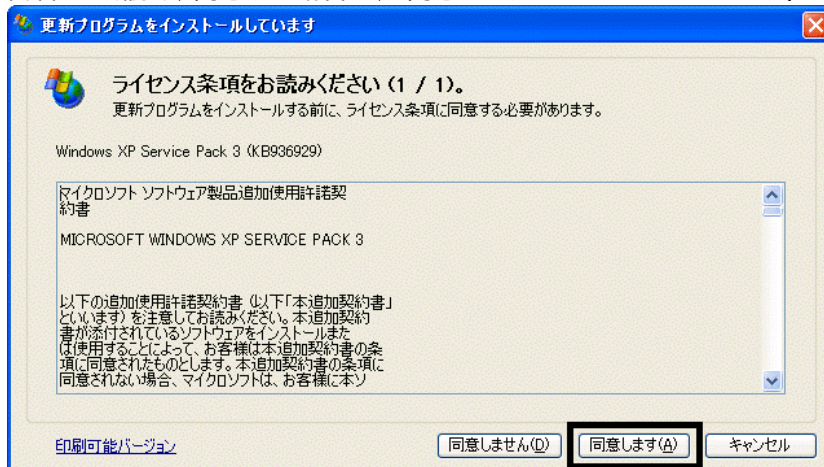 更新プログラムをインストールしています
ライセンス条項をお読みください (1 / 1)。
更新プログラムをインストールする前に、ライセンス条項に同意する必要があります。
Windows XP Service Pack 3 (KB936929)
マイクロソフト ソフトウェア製品追加使用許諾契
約書
MICROSOFT WINDOWS XP SERVICE PACK 3
以下の追加使用許諾契約書 (以下「本追加契約書」
といいます) を注意してお読みください。本追加契約
書が添付されているソフトウェアをインストールまた
は使用することによって、お客様は本追加契約書の条
項に同意されたものとします。本追加契約書の条項に
同意されない場合、マイクロソフトは、お客様に本ソ
印刷可能バージョン
同意しません(D)
同意します(A)
キャンセル